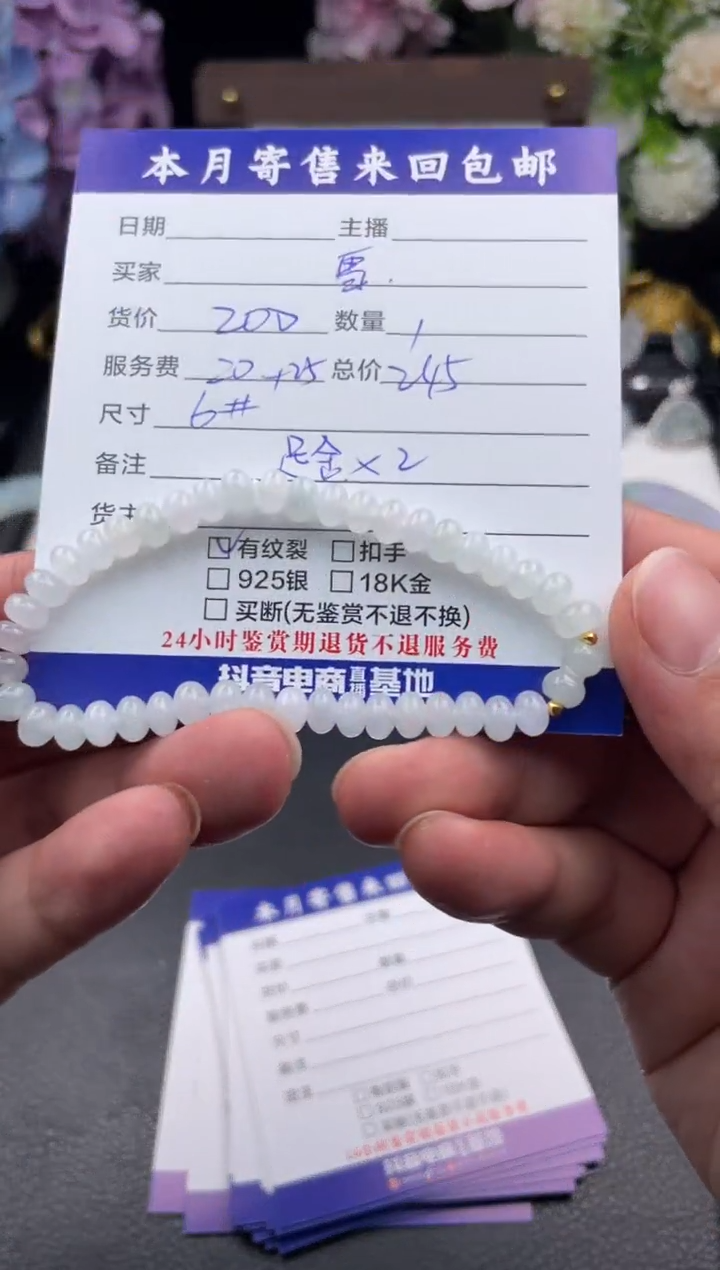 本月寄售来回包邮
日期 主播
买家 雪.
货价 200 数量 1
服务费 20+25 总价 245
尺寸 6#
备注 足金×2
货主
☑有纹裂 □扣手
□925银 □18K金
□买断(无鉴赏不退不换)
24小时鉴赏期退货不退服务费
抖音电商直播基地
本月寄售来回